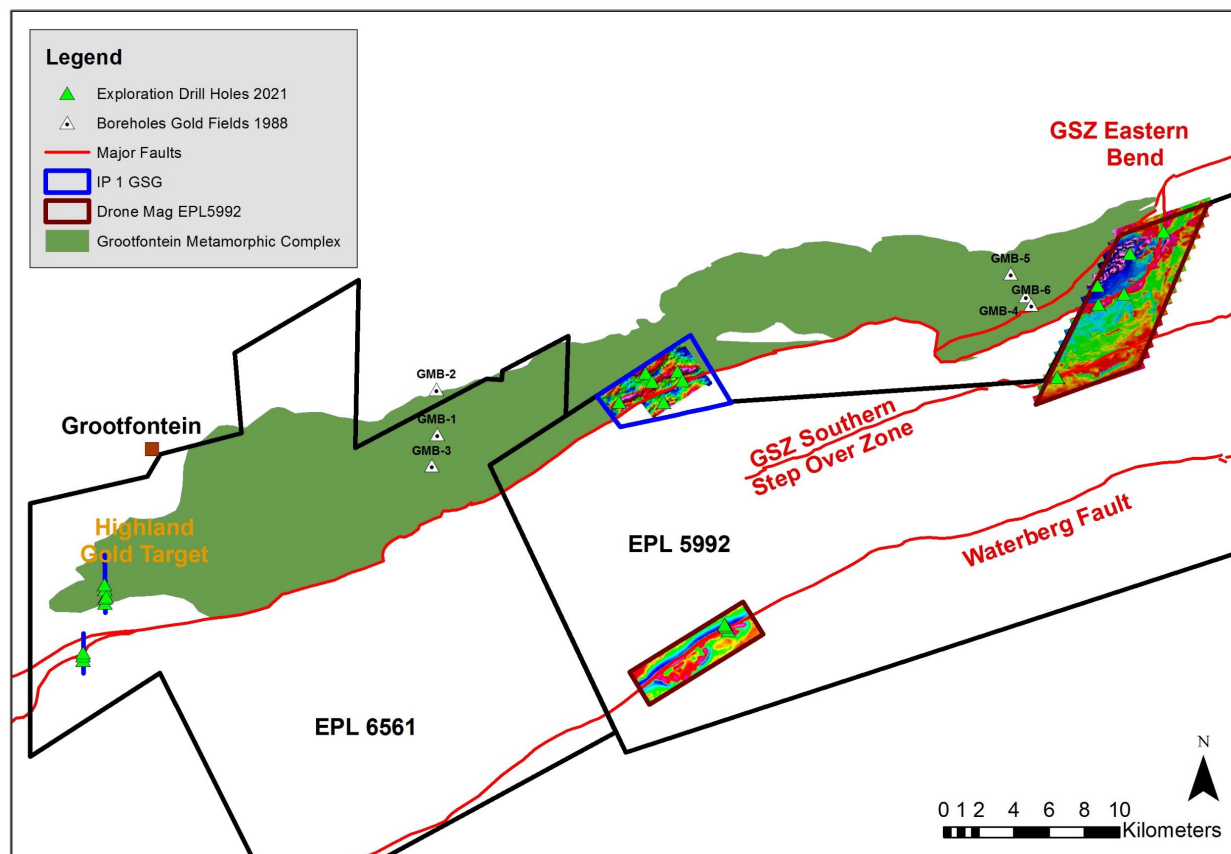 Legend
Exploration Drill Holes 2021
Boreholes Gold Fields 1988
Major Faults
IP 1 GSG
Drone Mag EPL5992
Grootfontein Metamorphic Complex
GSZ Eastern
Bend
GMB-5
GMB-6
GMB-4
GMB-2
GMB-1
GMB-3
Grootfontein
GSZ Southern
Step Over Zone
Highland
Gold Target
EPL 5992
Waterberg Fault
EPL 6561
N
0 1 2 4 6 8 10
Kilometers